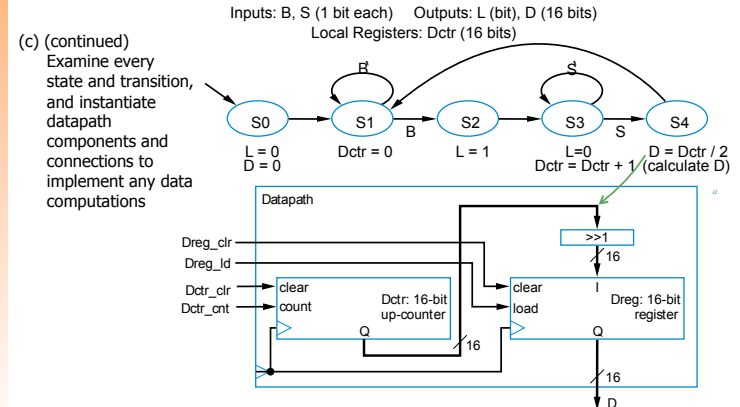 Inputs: B, S (1 bit each) Outputs: L (bit), D (16 bits)
Local Registers: Dctr (16 bits)
(c) (continued)
Examine every
state and transition,
and instantiate
datapath
components and
connections to
implement any data
computations
B'
S'
S0
S1
B
S2
S3
S
S4
L = 0
D = 0
Dctr = 0
L = 1
L=0
Dctr = Dctr + 1
D = Dctr / 2
(calculate D)
a
Datapath
>>1
16
Dreg_clr
Dreg_ld
Dctr_clr
Dctr_cnt
clear
count
Dctr: 16-bit
up-counter
Q
16
clear
load
I
Dreg: 16-bit
register
Q
16
D